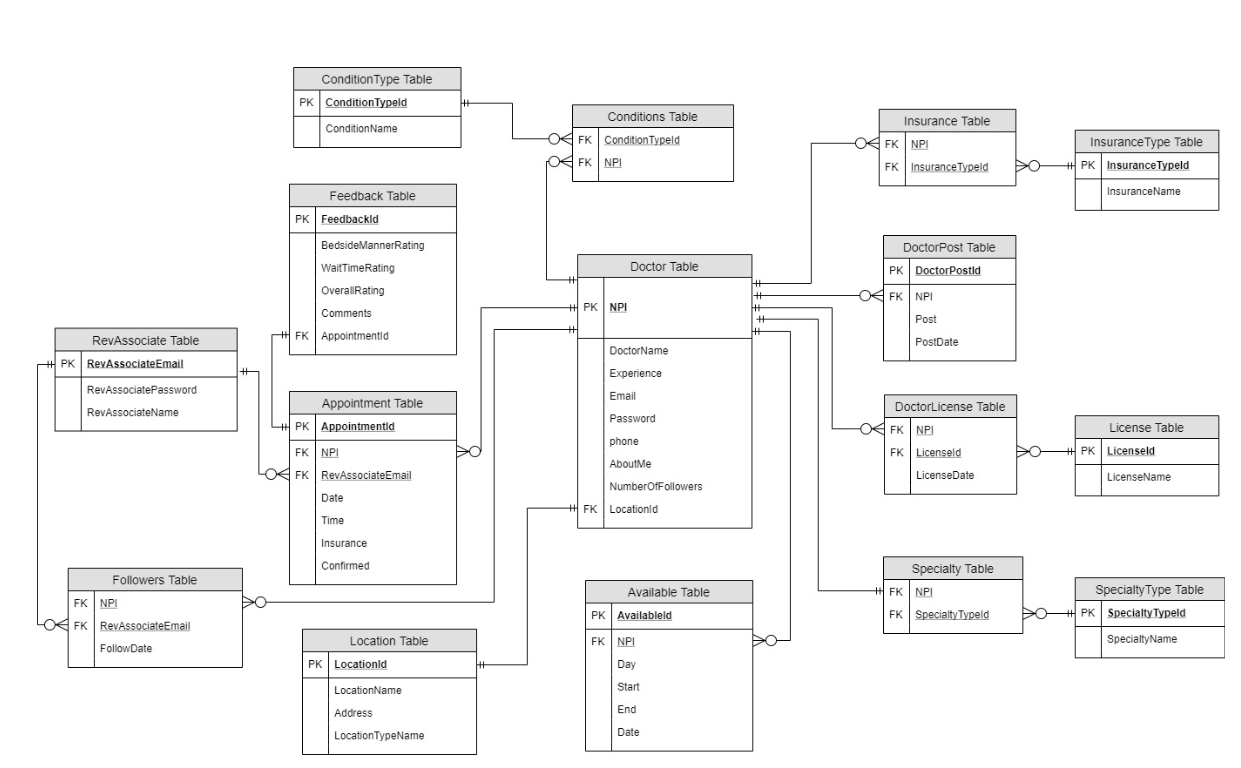 ConditionType Table
PK ConditionTypeId
ConditionName
Conditions Table
FK ConditionTypeId
FK NPI
Insurance Table
FK NPI
FK InsuranceTypeId
InsuranceType Table
PK InsuranceTypeId
InsuranceName
Feedback Table
PK FeedbackId
BedsideMannerRating
WaitTimeRating
OverallRating
Comments
FK AppointmentId
Doctor Table
PK NPI
DoctorName
Experience
Email
Password
phone
AboutMe
NumberOfFollowers
FK LocationId
DoctorPost Table
PK DoctorPostId
FK NPI
Post
PostDate
RevAssociate Table
PK RevAssociateEmail
RevAssociatePassword
RevAssociateName
Appointment Table
PK AppointmentId
FK NPI
FK RevAssociateEmail
Date
Time
Insurance
Confirmed
DoctorLicense Table
FK NPI
FK LicenseId
LicenseDate
License Table
PK LicenseId
LicenseName
Followers Table
FK NPI
FK RevAssociateEmail
FollowDate
Location Table
PK LocationId
LocationName
Address
LocationTypeName
Available Table
PK AvailableId
FK NPI
Day
Start
End
Date
Specialty Table
FK NPI
FK SpecialtyTypeId
SpecialtyType Table
PK SpecialtyTypeId
SpecialtyName